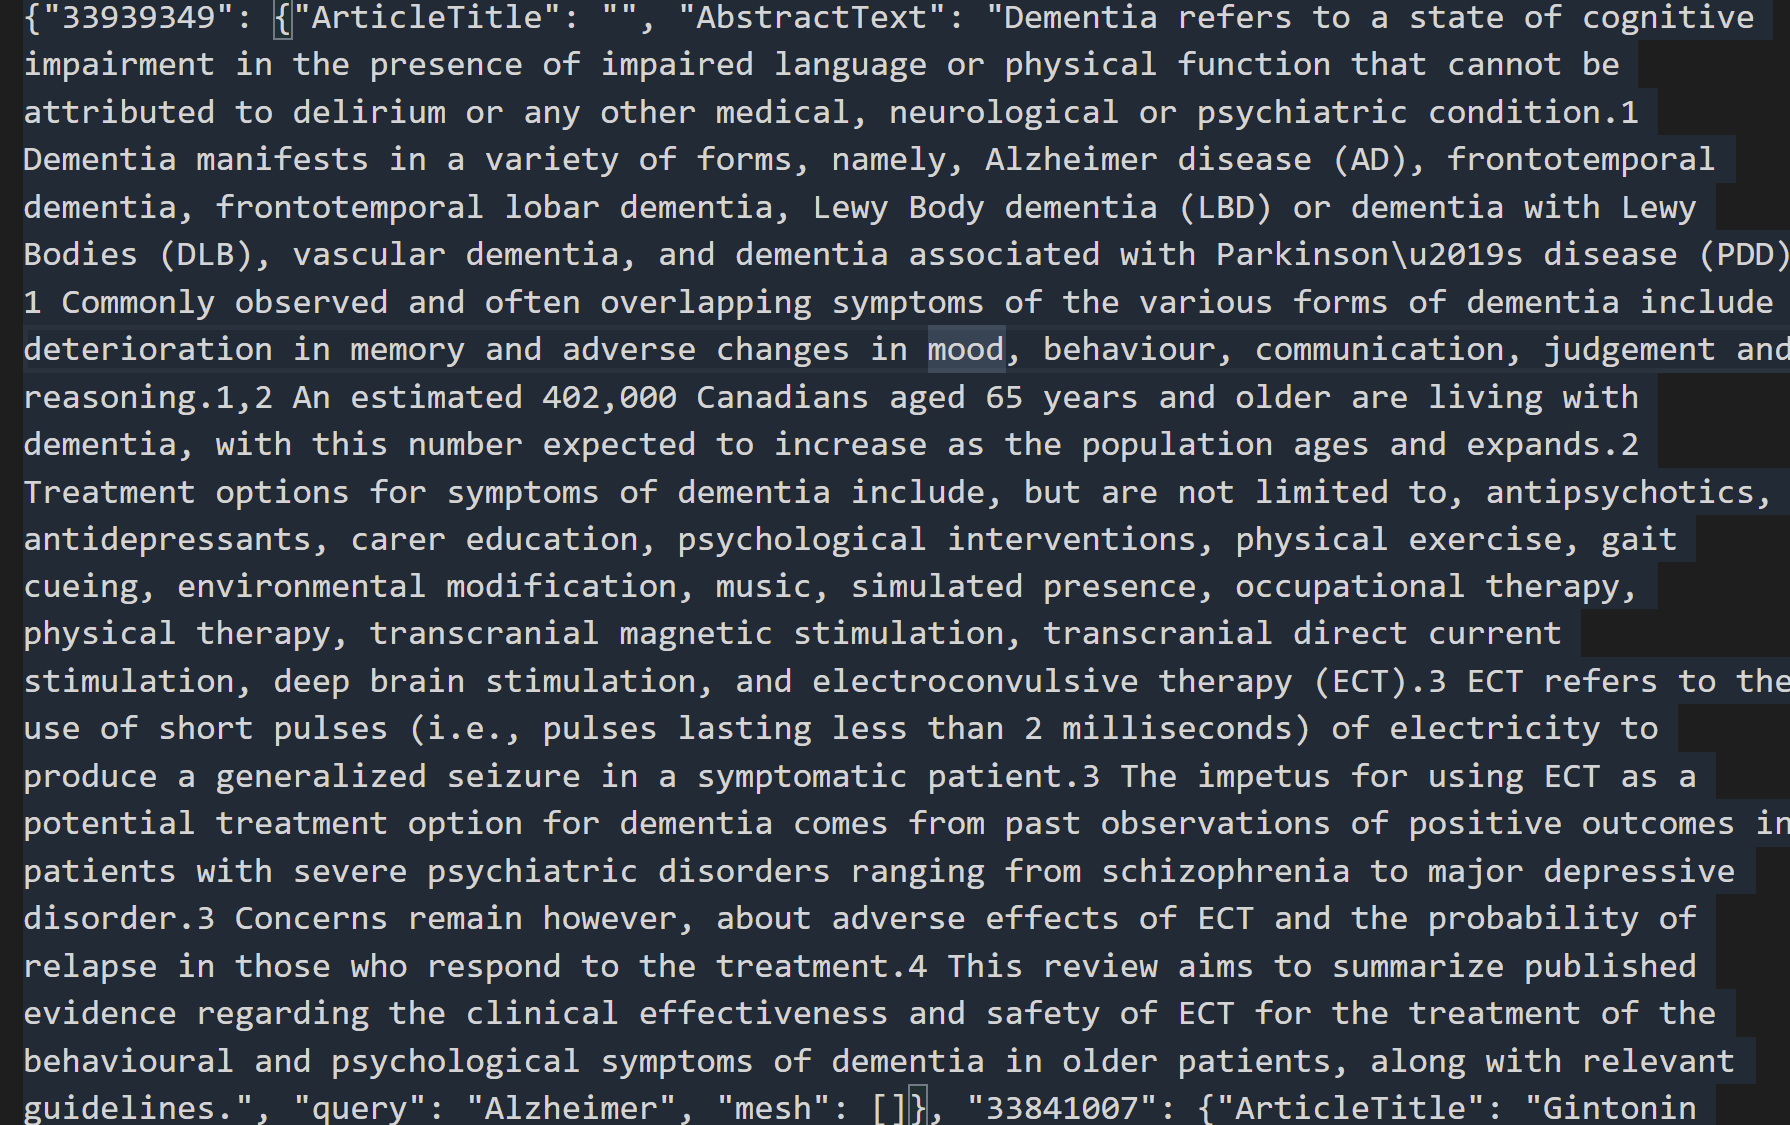 {"33939349": {"ArticleTitle": "", "AbstractText": "Dementia refers to a state of cognitive
impairment in the presence of impaired language or physical function that cannot be
attributed to delirium or any other medical, neurological or psychiatric condition.1
Dementia manifests in a variety of forms, namely, Alzheimer disease (AD), frontotemporal
dementia, frontotemporal lobar dementia, Lewy Body dementia (LBD) or dementia with Lewy
Bodies (DLB), vascular dementia, and dementia associated with Parkinson\u2019s disease (PDD)
1 Commonly observed and often overlapping symptoms of the various forms of dementia include
deterioration in memory and adverse changes in mood, behaviour, communication, judgement and
reasoning.1,2 An estimated 402,000 Canadians aged 65 years and older are living with
dementia, with this number expected to increase as the population ages and expands.2
Treatment options for symptoms of dementia include, but are not limited to, antipsychotics,
antidepressants, carer education, psychological interventions, physical exercise, gait
cueing, environmental modification, music, simulated presence, occupational therapy,
physical therapy, transcranial magnetic stimulation, transcranial direct current
stimulation, deep brain stimulation, and electroconvulsive therapy (ECT).3 ECT refers to the
use of short pulses (i.e., pulses lasting less than 2 milliseconds) of electricity to
produce a generalized seizure in a symptomatic patient.3 The impetus for using ECT as a
potential treatment option for dementia comes from past observations of positive outcomes in
patients with severe psychiatric disorders ranging from schizophrenia to major depressive
disorder.3 Concerns remain however, about adverse effects of ECT and the probability of
relapse in those who respond to the treatment.4 This review aims to summarize published
evidence regarding the clinical effectiveness and safety of ECT for the treatment of the
behavioural and psychological symptoms of dementia in older patients, along with relevant
guidelines.", "query": "Alzheimer", "mesh": []}, "33841007": {"ArticleTitle": "Gintonin